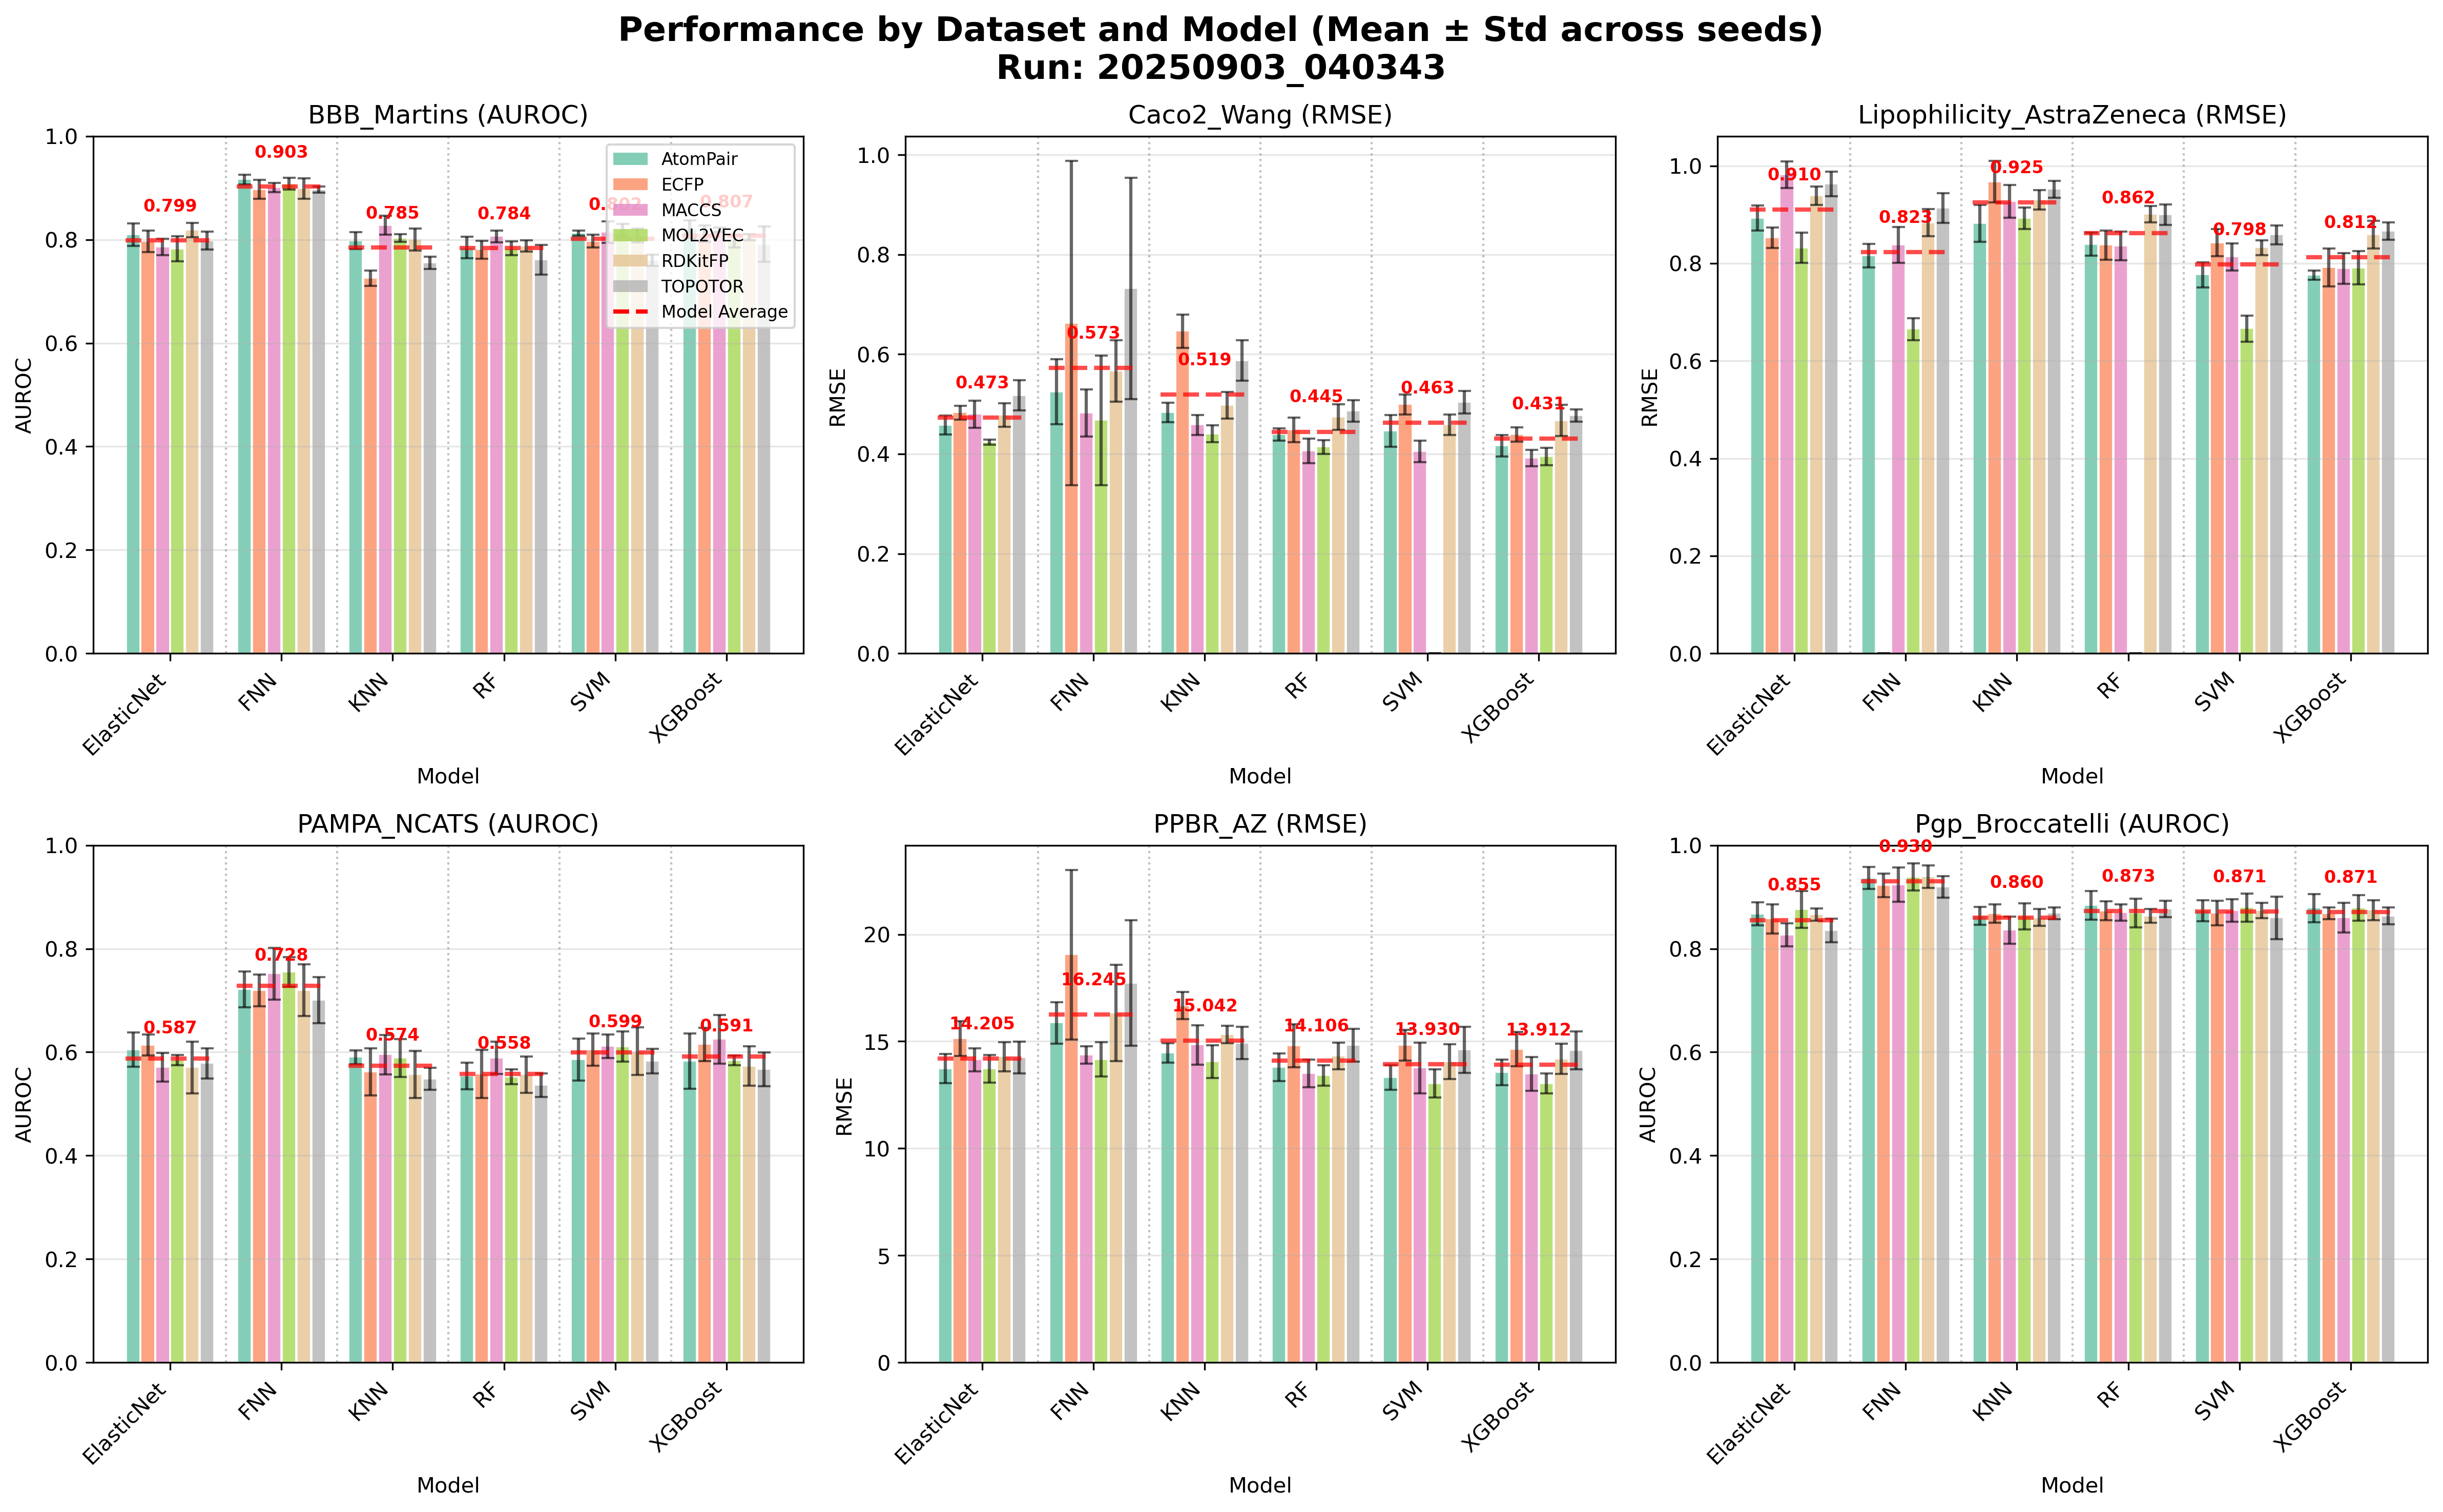 Performance by Dataset and Model (Mean ± Std across seeds)
Run: 20250903_040343
BBB_Martins (AUROC)
AUROC
1.0
0.8
0.6
0.4
0.2
0.0
0.799
0.903
0.785
0.784
0.802
0.807
AtomPair
ECFP
MACCS
MOL2VEC
RDKitFP
TOPOTOR
Model Average
ElasticNet
FNN
KNN
RF
SVM
XGBoost
Model
Caco2_Wang (RMSE)
RMSE
1.0
0.8
0.6
0.4
0.2
0.0
0.473
0.573
0.519
0.445
0.463
0.431
ElasticNet
FNN
KNN
RF
SVM
XGBoost
Model
Lipophilicity_AstraZeneca (RMSE)
RMSE
1.0
0.8
0.6
0.4
0.2
0.0
0.910
0.823
0.925
0.862
0.798
0.812
ElasticNet
FNN
KNN
RF
SVM
XGBoost
Model
PAMPA_NCATS (AUROC)
AUROC
1.0
0.8
0.6
0.4
0.2
0.0
0.587
0.728
0.574
0.558
0.599
0.591
ElasticNet
FNN
KNN
RF
SVM
XGBoost
Model
PPBR_AZ (RMSE)
RMSE
20
15
10
5
0
14.205
16.245
15.042
14.106
13.930
13.912
ElasticNet
FNN
KNN
RF
SVM
XGBoost
Model
Pgp_Broccatelli (AUROC)
AUROC
1.0
0.8
0.6
0.4
0.2
0.0
0.855
0.930
0.860
0.873
0.871
0.871
ElasticNet
FNN
KNN
RF
SVM
XGBoost
Model